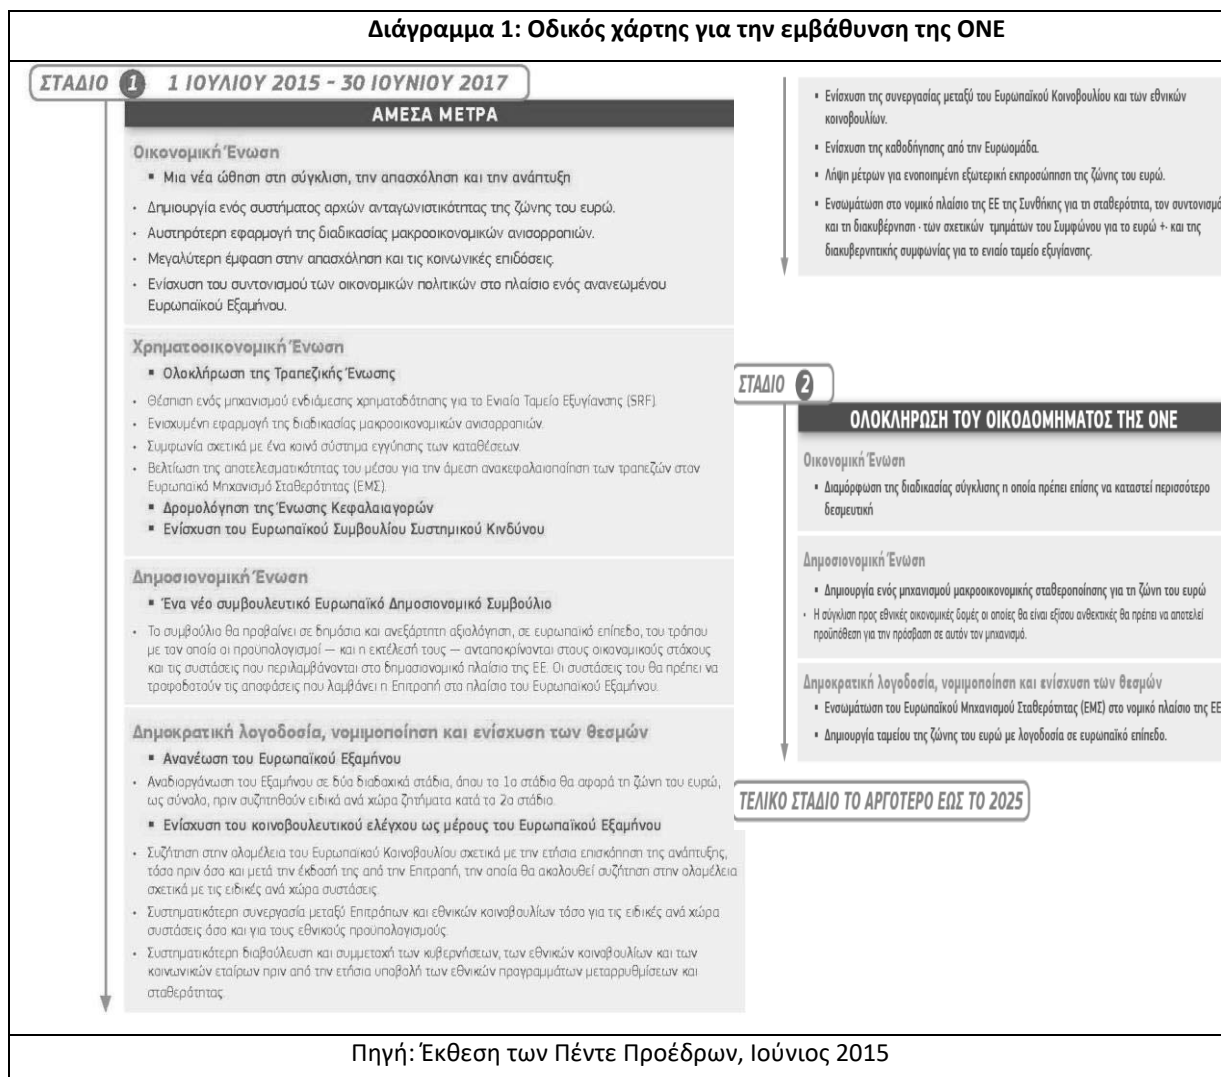 Διάγραμμα 1: Οδικός χάρτης για την εμβάθυνση της ΟΝΕ
ΣΤΑΔΙΟ 1 1 ΙΟΥΛΙΟΥ 2015 - 30 ΙΟΥΝΙΟΥ 2017
ΑΜΕΣΑ ΜΕΤΡΑ
Οικονομική Ένωση
▪ Μια νέα ώθηση στη σύγκλιση, την απασχόληση και την ανάπτυξη
• Δημιουργία ενός συστήματος αρχών ανταγωνιστικότητας της ζώνης του ευρώ.
• Αυστηρότερη εφαρμογή της διαδικασίας μακροοικονομικών ανισορροπιών.
• Μεγαλύτερη έμφαση στην απασχόληση και τις κοινωνικές επιδόσεις.
• Ενίσχυση του συντονισμού των οικονομικών πολιτικών στο πλαίσιο ενός ανανεωμένου
Ευρωπαϊκού Εξαμήνου.
Χρηματοοικονομική Ένωση
▪ Ολοκλήρωση της Τραπεζικής Ένωσης
• Θέσπιση ενός μηχανισμού ενδιάμεσης χρηματοδότησης για το Ενιαίο Ταμείο Εξυγίανσης (SRF).
• Ενισχυμένη εφαρμογή της διαδικασίας μακροοικονομικών ανισορροπιών.
• Συμφωνία σχετικά με ένα κοινό σύστημα εγγύησης των καταθέσεων.
• Βελτίωση της αποτελεσματικότητας του μέσου για την άμεση ανακεφαλαιοποίηση των τραπεζών στον
Ευρωπαϊκό Μηχανισμό Σταθερότητας (ΕΜΣ).
▪ Δρομολόγηση της Ένωσης Κεφαλαιαγορών
▪ Ενίσχυση του Ευρωπαϊκού Συμβουλίου Συστημικού Κινδύνου
Δημοσιονομική Ένωση
▪ Ένα νέο συμβουλευτικό Ευρωπαϊκό Δημοσιονομικό Συμβούλιο
• Το συμβούλιο θα προβαίνει σε δημόσια και ανεξάρτητη αξιολόγηση, σε ευρωπαϊκό επίπεδο, του τρόπου
με τον οποίο οι προϋπολογισμοί — και η εκτέλεσή τους — ανταποκρίνονται στους οικονομικούς στόχους
και τις συστάσεις που περιλαμβάνονται στο δημοσιονομικό πλαίσιο της ΕΕ. Οι συστάσεις του θα πρέπει να
τροφοδοτούν τις αποφάσεις που λαμβάνει η Επιτροπή στο πλαίσιο του Ευρωπαϊκού Εξαμήνου.
Δημοκρατική λογοδοσία, νομιμοποίηση και ενίσχυση των θεσμών
▪ Ανανέωση του Ευρωπαϊκού Εξαμήνου
• Αναδιοργάνωση του Εξαμήνου σε δύο διαδοχικά στάδια, όπου το 1ο στάδιο θα αφορά τη ζώνη του ευρώ,
ως σύνολο, πριν συζητηθούν ειδικά ανά χώρα ζητήματα κατά το 2ο στάδιο.
▪ Ενίσχυση του κοινοβουλευτικού ελέγχου ως μέρους του Ευρωπαϊκού Εξαμήνου
• Συζήτηση στην ολομέλεια του Ευρωπαϊκού Κοινοβουλίου σχετικά με την ετήσια επισκόπηση της ανάπτυξης,
τόσο πριν όσο και μετά την έκδοσή της από την Επιτροπή, την οποία θα ακολουθεί συζήτηση στην ολομέλεια
σχετικά με τις ειδικές ανά χώρα συστάσεις.
• Συστηματικότερη συνεργασία μεταξύ Επιτρόπων και εθνικών κοινοβουλίων τόσο για τις ειδικές ανά χώρα
συστάσεις όσο και για τους εθνικούς προϋπολογισμούς.
• Συστηματικότερη διαβούλευση και συμμετοχή των κυβερνήσεων, των εθνικών κοινοβουλίων και των
κοινωνικών εταίρων πριν από την ετήσια υποβολή των εθνικών προγραμμάτων μεταρρυθμίσεων και
σταθερότητας.
▪ Ενίσχυση της συνεργασίας μεταξύ του Ευρωπαϊκού Κοινοβουλίου και των εθνικών
κοινοβουλίων.
▪ Ενίσχυση της καθοδήγησης από την Ευρωομάδα.
▪ Λήψη μέτρων για ενοποιημένη εξωτερική εκπροσώπηση της ζώνης του ευρώ.
▪ Ενσωμάτωση στο νομικό πλαίσιο της ΕΕ της Συνθήκης για τη σταθερότητα, τον συντονισμό
και τη διακυβέρνηση · των σχετικών τμημάτων του Συμφώνου για το ευρώ +· και της
διακυβερνητικής συμφωνίας για το ενιαίο ταμείο εξυγίανσης.
ΣΤΑΔΙΟ 2
ΟΛΟΚΛΗΡΩΣΗ ΤΟΥ ΟΙΚΟΔΟΜΗΜΑΤΟΣ ΤΗΣ ΟΝΕ
Οικονομική Ένωση
▪ Διαμόρφωση της διαδικασίας σύγκλισης η οποία πρέπει επίσης να καταστεί περισσότερο
δεσμευτική
Δημοσιονομική Ένωση
▪ Δημιουργία ενός μηχανισμού μακροοικονομικής σταθεροποίησης για τη ζώνη του ευρώ
• Η σύγκλιση προς εθνικές οικονομικές δομές οι οποίες θα είναι εξίσου ανθεκτικές θα πρέπει να αποτελεί
προϋπόθεση για την πρόσβαση σε αυτόν τον μηχανισμό.
Δημοκρατική λογοδοσία, νομιμοποίηση και ενίσχυση των θεσμών
▪ Ενσωμάτωση του Ευρωπαϊκού Μηχανισμού Σταθερότητας (ΕΜΣ) στο νομικό πλαίσιο της ΕΕ
▪ Δημιουργία ταμείου της ζώνης του ευρώ με λογοδοσία σε ευρωπαϊκό επίπεδο.
ΤΕΛΙΚΟ ΣΤΑΔΙΟ ΤΟ ΑΡΓΟΤΕΡΟ ΕΩΣ ΤΟ 2025
Πηγή: Έκθεση των Πέντε Προέδρων, Ιούνιος 2015